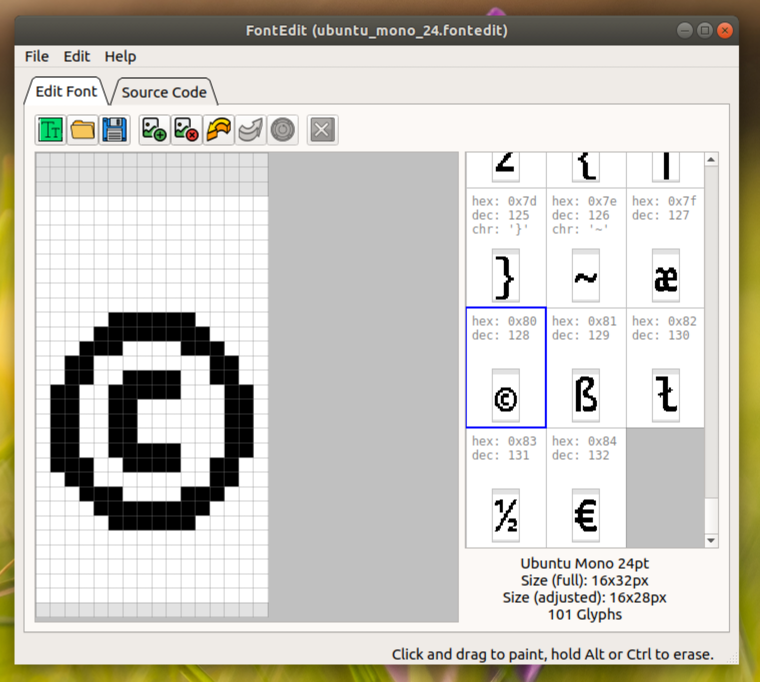 FontEdit (ubuntu_mono_24.fontedit)
File Edit Help
Edit Font Source Code
Tt
z { |
hex: 0x7d hex: 0x7e hex: 0x7f
dec: 125 dec: 126 dec: 127
chr: '}' chr: '~'
} ~ æ
hex: 0x80 hex: 0x81 hex: 0x82
dec: 128 dec: 129 dec: 130
© ß ł
hex: 0x83 hex: 0x84
dec: 131 dec: 132
½ €
©
Ubuntu Mono 24pt
Size (full): 16x32px
Size (adjusted): 16x28px
101 Glyphs
Click and drag to paint, hold Alt or Ctrl to erase.